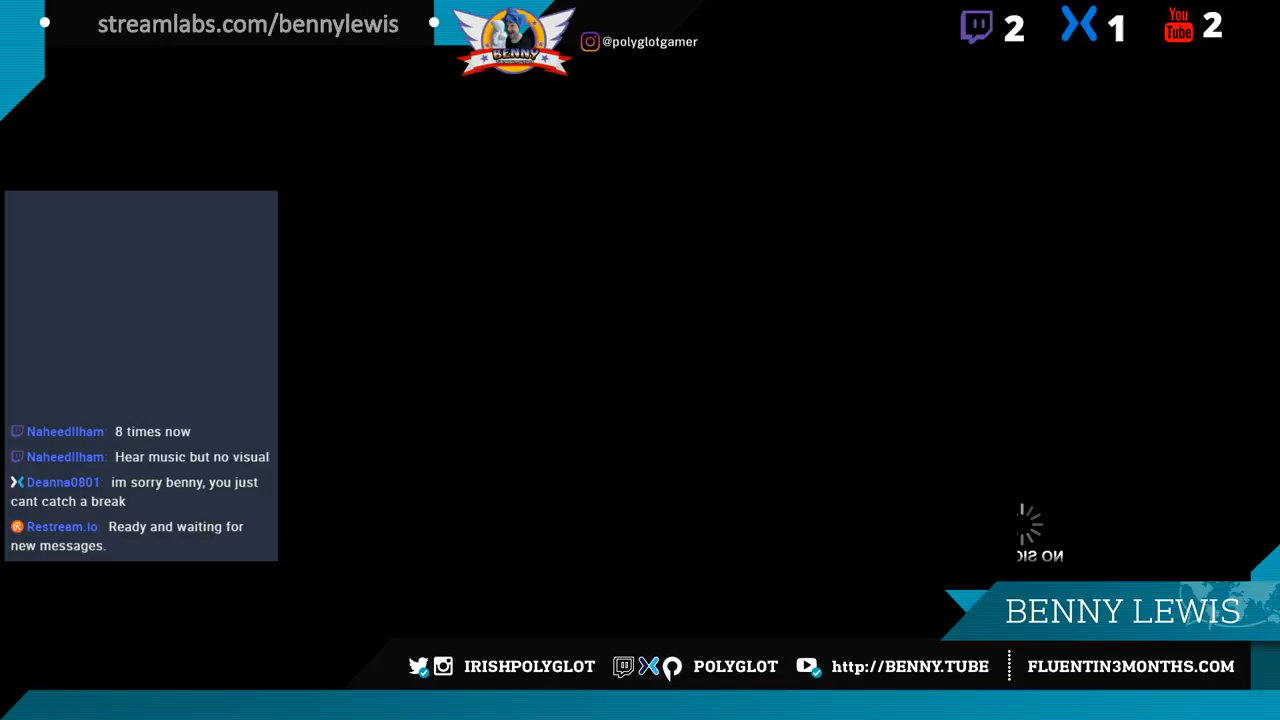 streamlabs.com/bennylewis
BENNY
@polyglotgamer
2
1
You
Tube
2
NaheedIlham: 8 times now
NaheedIlham: Hear music but no visual
Deanna0801: im sorry benny, you just
cant catch a break
Restream.io: Ready and waiting for
new messages.
BENNY LEWIS
IRISHPOLYGLOT
POLYGLOT
http://BENNY.TUBE
FLUENTIN3MONTHS.COM